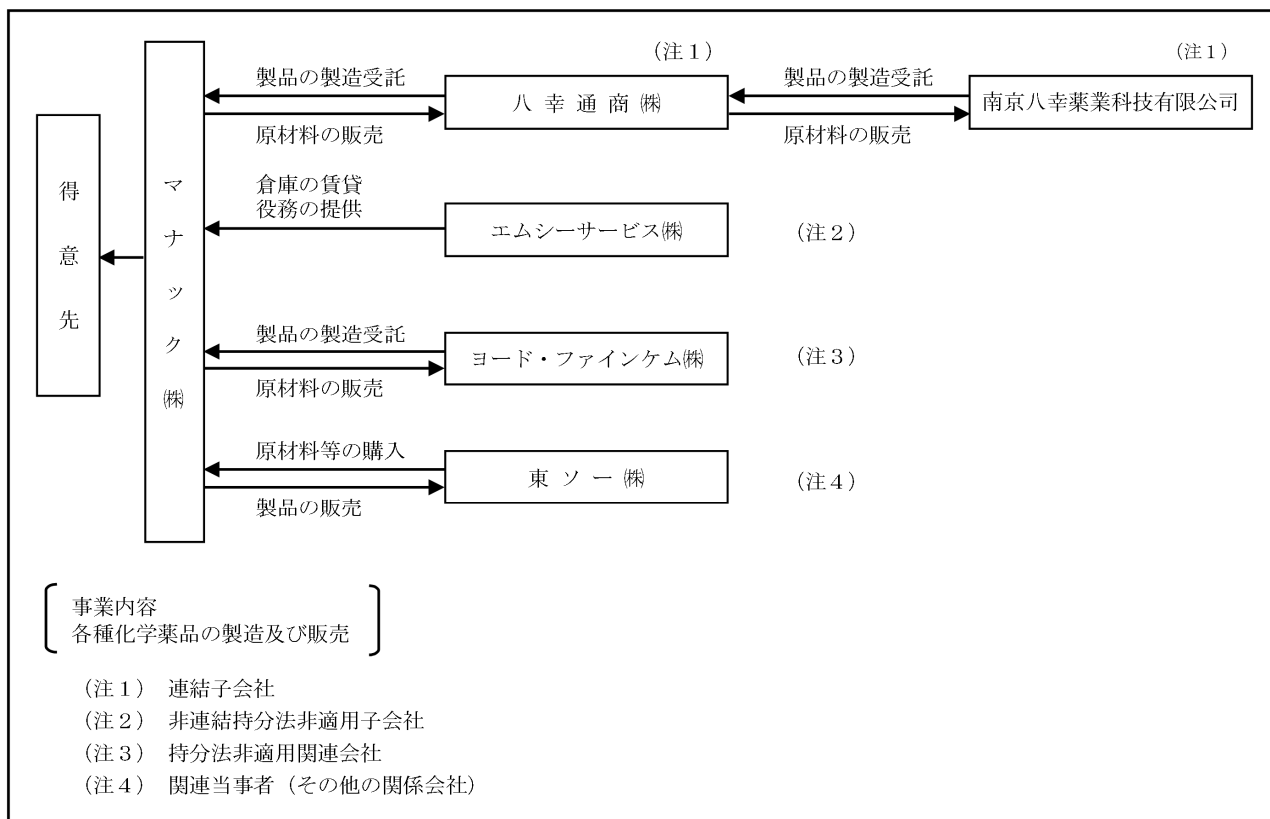 （注１）
（注１）
製品の製造受託
製品の製造受託
八幸通商㈱
南京八幸薬業科技有限公司
原材料の販売
原材料の販売
得意先
マナック㈱
倉庫の賃貸
役務の提供
エムシーサービス㈱
（注２）
製品の製造受託
ヨード・ファインケム㈱
（注３）
原材料の販売
原材料等の購入
東ソー㈱
（注４）
製品の販売
事業内容
各種化学薬品の製造及び販売
（注１） 連結子会社
（注２） 非連結持分法非適用子会社
（注３） 持分法非適用関連会社
（注４） 関連当事者（その他の関係会社）